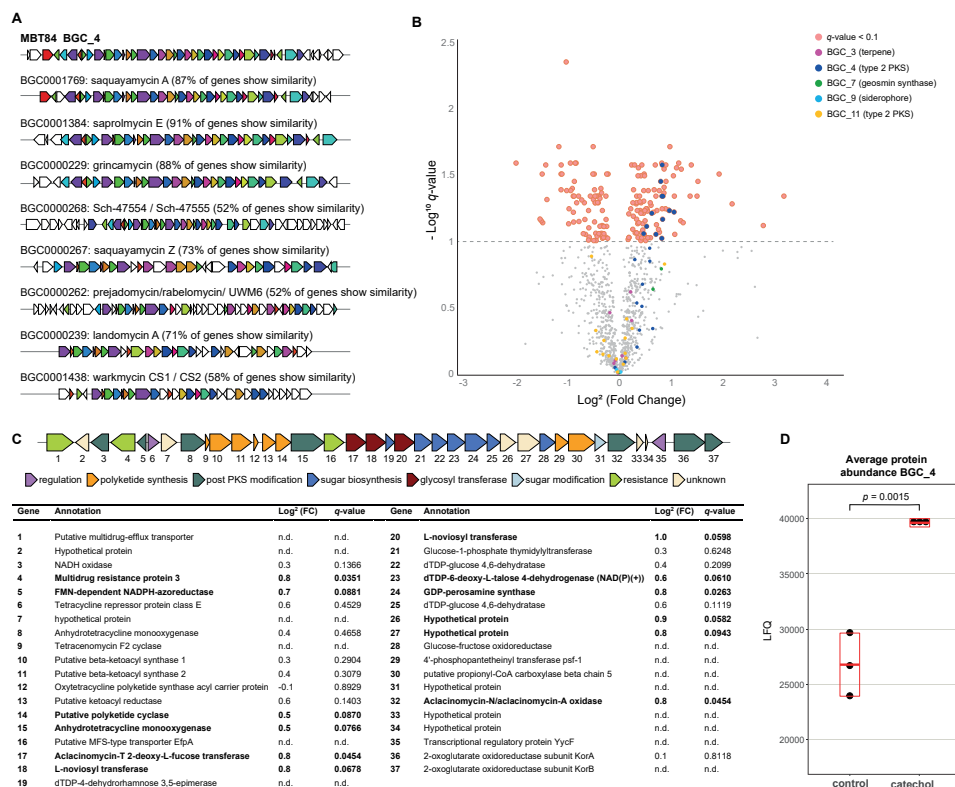 A
MBT84 BGC_4
BGC0001769: saquayamycin A (87% of genes show similarity)
BGC0001384: saprolmycin E (91% of genes show similarity)
BGC0000229: grincamycin (88% of genes show similarity)
BGC0000268: Sch-47554 / Sch-47555 (52% of genes show similarity)
BGC0000267: saquayamycin Z (73% of genes show similarity)
BGC0000262: prejadomycin/rabelomycin/ UWM6 (52% of genes show similarity)
BGC0000239: landomycin A (71% of genes show similarity)
BGC0001438: warkmycin CS1 / CS2 (58% of genes show similarity)
B
2.5
2
1.5
1
0.5
0
- Log¹⁰ q-value
-3 -2 -1 0 1 2 3 4
Log² (Fold Change)
q-value < 0.1
BGC_3 (terpene)
BGC_4 (type 2 PKS)
BGC_7 (geosmin synthase)
BGC_9 (siderophore)
BGC_11 (type 2 PKS)
C
1 2 3 4 5 6 7 8 9 10 11 12 13 14 15 16 17 18 19 20 21 22 23 24 25 26 27 28 29 30 31 32 33 34 35 36 37
regulation polyketide synthesis post PKS modification sugar biosynthesis glycosyl transferase sugar modification resistance unknown
Gene Annotation Log² (FC) q-value Gene Annotation Log² (FC) q-value
1 Putative multidrug-efflux transporter n.d. n.d. 20 L-noviosyl transferase 1.0 0.0598
2 Hypothetical protein n.d. n.d. 21 Glucose-1-phosphate thymidylyltransferase 0.3 0.6248
3 NADH oxidase 0.3 0.1366 22 dTDP-glucose 4,6-dehydratase 0.4 0.2099
4 Multidrug resistance protein 3 0.8 0.0351 23 dTDP-6-deoxy-L-talose 4-dehydrogenase (NAD(P)(+)) 0.6 0.0610
5 FMN-dependent NADPH-azoreductase 0.7 0.0881 24 GDP-perosamine synthase 0.8 0.0263
6 Tetracycline repressor protein class E 0.6 0.4529 25 dTDP-glucose 4,6-dehydratase 0.6 0.1119
7 hypothetical protein n.d. n.d. 26 Hypothetical protein 0.9 0.0582
8 Anhydrotetracycline monooxygenase 0.4 0.4658 27 Hypothetical protein 0.8 0.0943
9 Tetracenomycin F2 cyclase n.d. n.d. 28 Glucose-fructose oxidoreductase n.d. n.d.
10 Putative beta-ketoacyl synthase 1 0.3 0.2904 29 4'-phosphopantetheinyl transferase psf-1 n.d. n.d.
11 Putative beta-ketoacyl synthase 2 0.4 0.3079 30 putative propionyl-CoA carboxylase beta chain 5 n.d. n.d.
12 Oxytetracycline polyketide synthase acyl carrier protein -0.1 0.8929 31 Hypothetical protein n.d. n.d.
13 Putative ketoacyl reductase 0.6 0.1403 32 Aclacinomycin-N/aclacinomycin-A oxidase 0.8 0.0454
14 Putative polyketide cyclase 0.5 0.0870 33 Hypothetical protein n.d. n.d.
15 Anhydrotetracycline monooxygenase 0.5 0.0766 34 Hypothetical protein n.d. n.d.
16 Putative MFS-type transporter EfpA n.d. n.d. 35 Transcriptional regulatory protein YycF n.d. n.d.
17 Aclacinomycin-T 2-deoxy-L-fucose transferase 0.8 0.0454 36 2-oxoglutarate oxidoreductase subunit KorA 0.1 0.8118
18 L-noviosyl transferase 0.8 0.0678 37 2-oxoglutarate oxidoreductase subunit KorB n.d. n.d.
19 dTDP-4-dehydrorhamnose 3,5-epimerase n.d. n.d.
D
Average protein
abundance BGC_4
p = 0.0015
40000
35000
30000
25000
20000
LFQ
control catechol